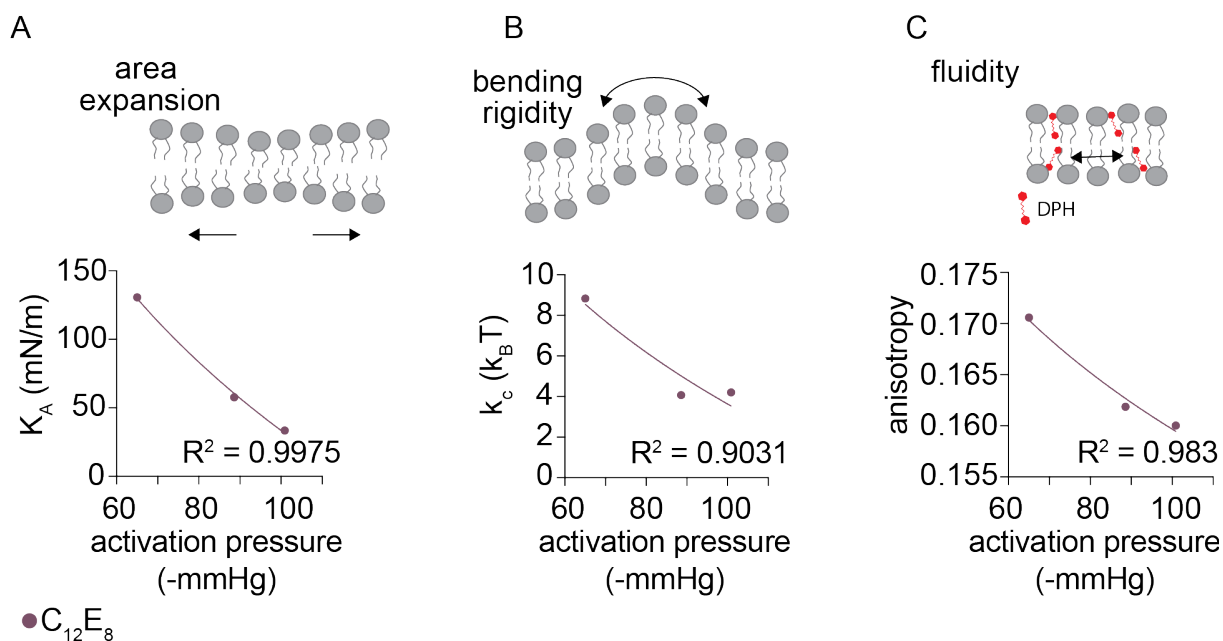 A
area
expansion
K_A (mN/m)
150
100
50
0
R² = 0.9975
60 80 100
activation pressure
(-mmHg)
B
bending
rigidity
k_c (k_BT)
10
8
6
4
2
0
R² = 0.9031
60 80 100
activation pressure
(-mmHg)
C
fluidity
DPH
anisotropy
0.175
0.170
0.165
0.160
0.155
R² = 0.983
60 80 100
activation pressure
(-mmHg)
C₁₂E₈